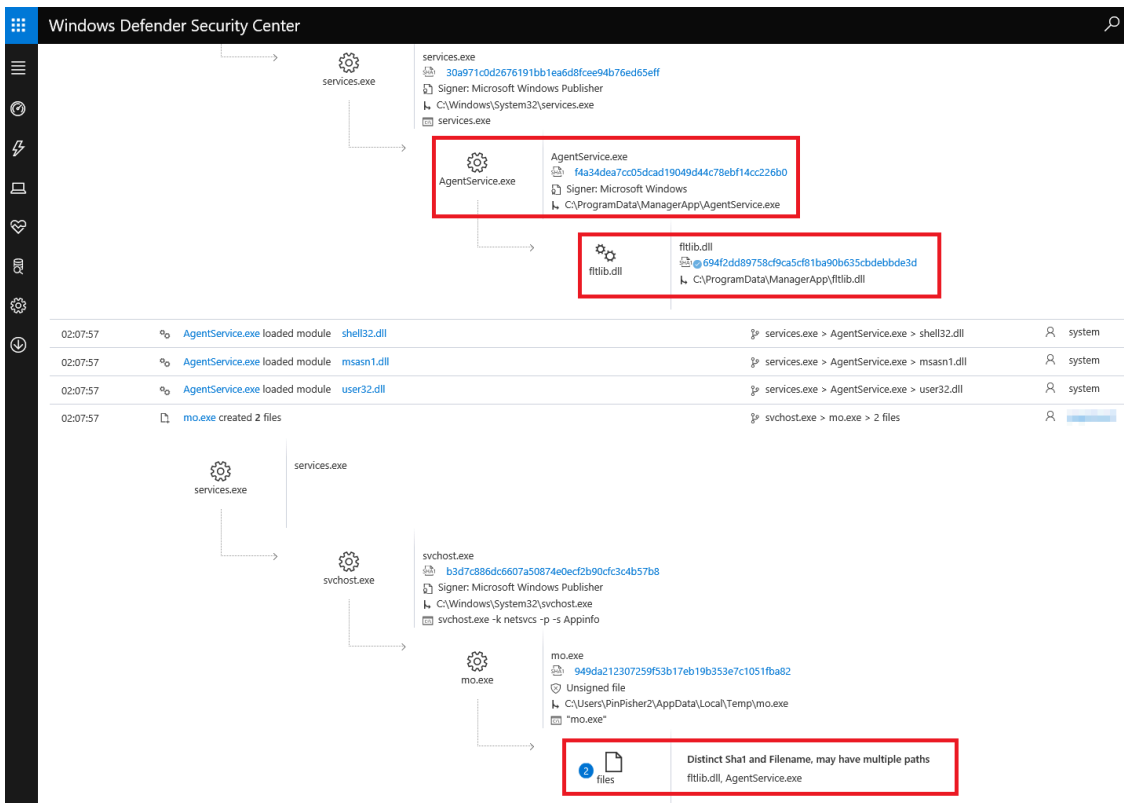 Windows Defender Security Center
services.exe
services.exe
SHA1 30a971c0d2676191bb1ea6d8fcee94b76ed65eff
Signer: Microsoft Windows Publisher
C:\Windows\System32\services.exe
services.exe
AgentService.exe
AgentService.exe
SHA1 f4a34dea7cc05dcad19049d44c78ebf14cc226b0
Signer: Microsoft Windows
C:\ProgramData\ManagerApp\AgentService.exe
fltlib.dll
fltlib.dll
SHA1 694f2dd89758cf9ca5cf81ba90b635cbdebbde3d
C:\ProgramData\ManagerApp\fltlib.dll
02:07:57 AgentService.exe loaded module shell32.dll services.exe > AgentService.exe > shell32.dll system
02:07:57 AgentService.exe loaded module msasn1.dll services.exe > AgentService.exe > msasn1.dll system
02:07:57 AgentService.exe loaded module user32.dll services.exe > AgentService.exe > user32.dll system
02:07:57 mo.exe created 2 files svchost.exe > mo.exe > 2 files
services.exe
services.exe
svchost.exe
svchost.exe
SHA1 b3d7c886dc6607a50874e0ecf2b90cfc3c4b57b8
Signer: Microsoft Windows Publisher
C:\Windows\System32\svchost.exe
svchost.exe -k netsvcs -p -s Appinfo
mo.exe
mo.exe
SHA1 949da212307259f53b17eb19b353e7c1051fba82
Unsigned file
C:\Users\PinPisher2\AppData\Local\Temp\mo.exe
"mo.exe"
2 files
Distinct Sha1 and Filename, may have multiple paths
fltlib.dll, AgentService.exe